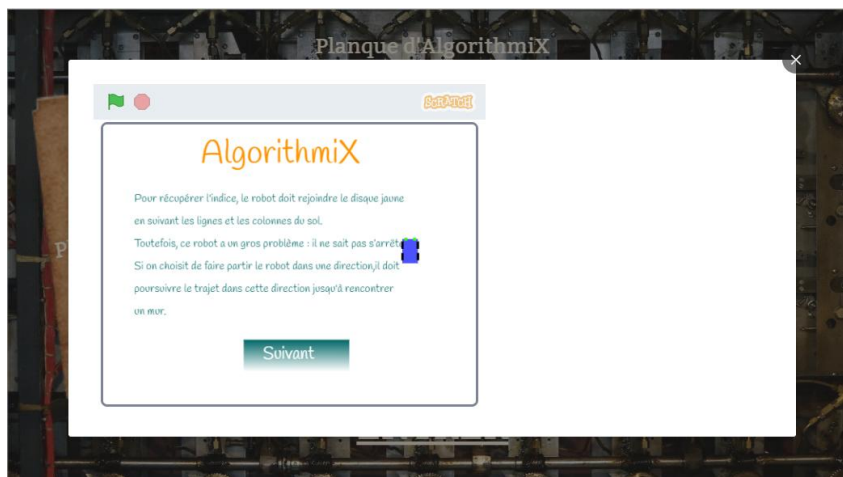 Planque d'AlgorithmiX
SCRATCH
AlgorithmiX
Pour récupérer l'indice, le robot doit rejoindre le disque jaune
en suivant les lignes et les colonnes du sol.
Toutefois, ce robot a un gros problème : il ne sait pas s'arrête
Si on choisit de faire partir le robot dans une direction,il doit
poursuivre le trajet dans cette direction jusqu'à rencontrer
un mur.
Suivant